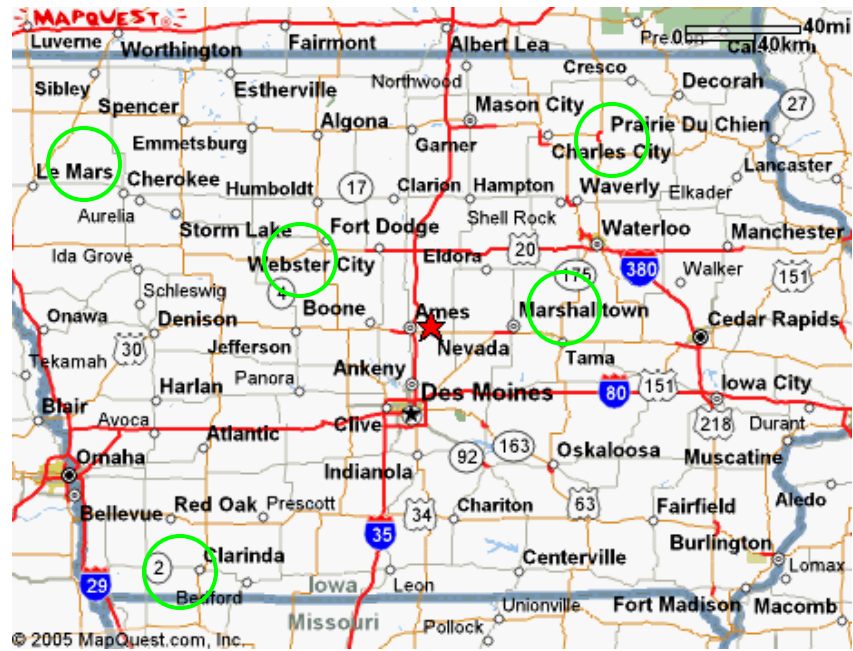 MAPQUEST
40mi
40km
Luverne
Worthington
Fairmont
Albert Lea
Sibley
Estherville
Northwood
Cresco
Decorah
Spencer
Algona
Mason City
27
Prairie Du Chien
Emmetsburg
Garner
Charles City
Le Mars
Cherokee
Humboldt
17
Clarion
Hampton
Waverly
Elkader
Lancaster
Aurelia
Storm Lake
Fort Dodge
Shell Rock
Waterloo
Manchester
Ida Grove
Webster City
Eldora
20
175
380
Walker
151
Schleswig
4
Boone
Ames
Marshalltown
Onawa
Denison
Cedar Rapids
30
Jefferson
Nevada
Tama
Tekamah
Ankeny
Harlan
Panora
Des Moines
80
151
Iowa City
Blair
Avoca
Clive
218
Durant
Atlantic
92
163
Oskaloosa
Muscatine
Omaha
Indianola
Bellevue
Red Oak
Prescott
34
Chariton
63
Fairfield
Aledo
35
Burlington
2
Clarinda
Centerville
Lomax
29
Bedford
Iowa
Leon
Fort Madison
Macomb
Missouri
Unionville
Pollock
© 2005 MapQuest.com, Inc.